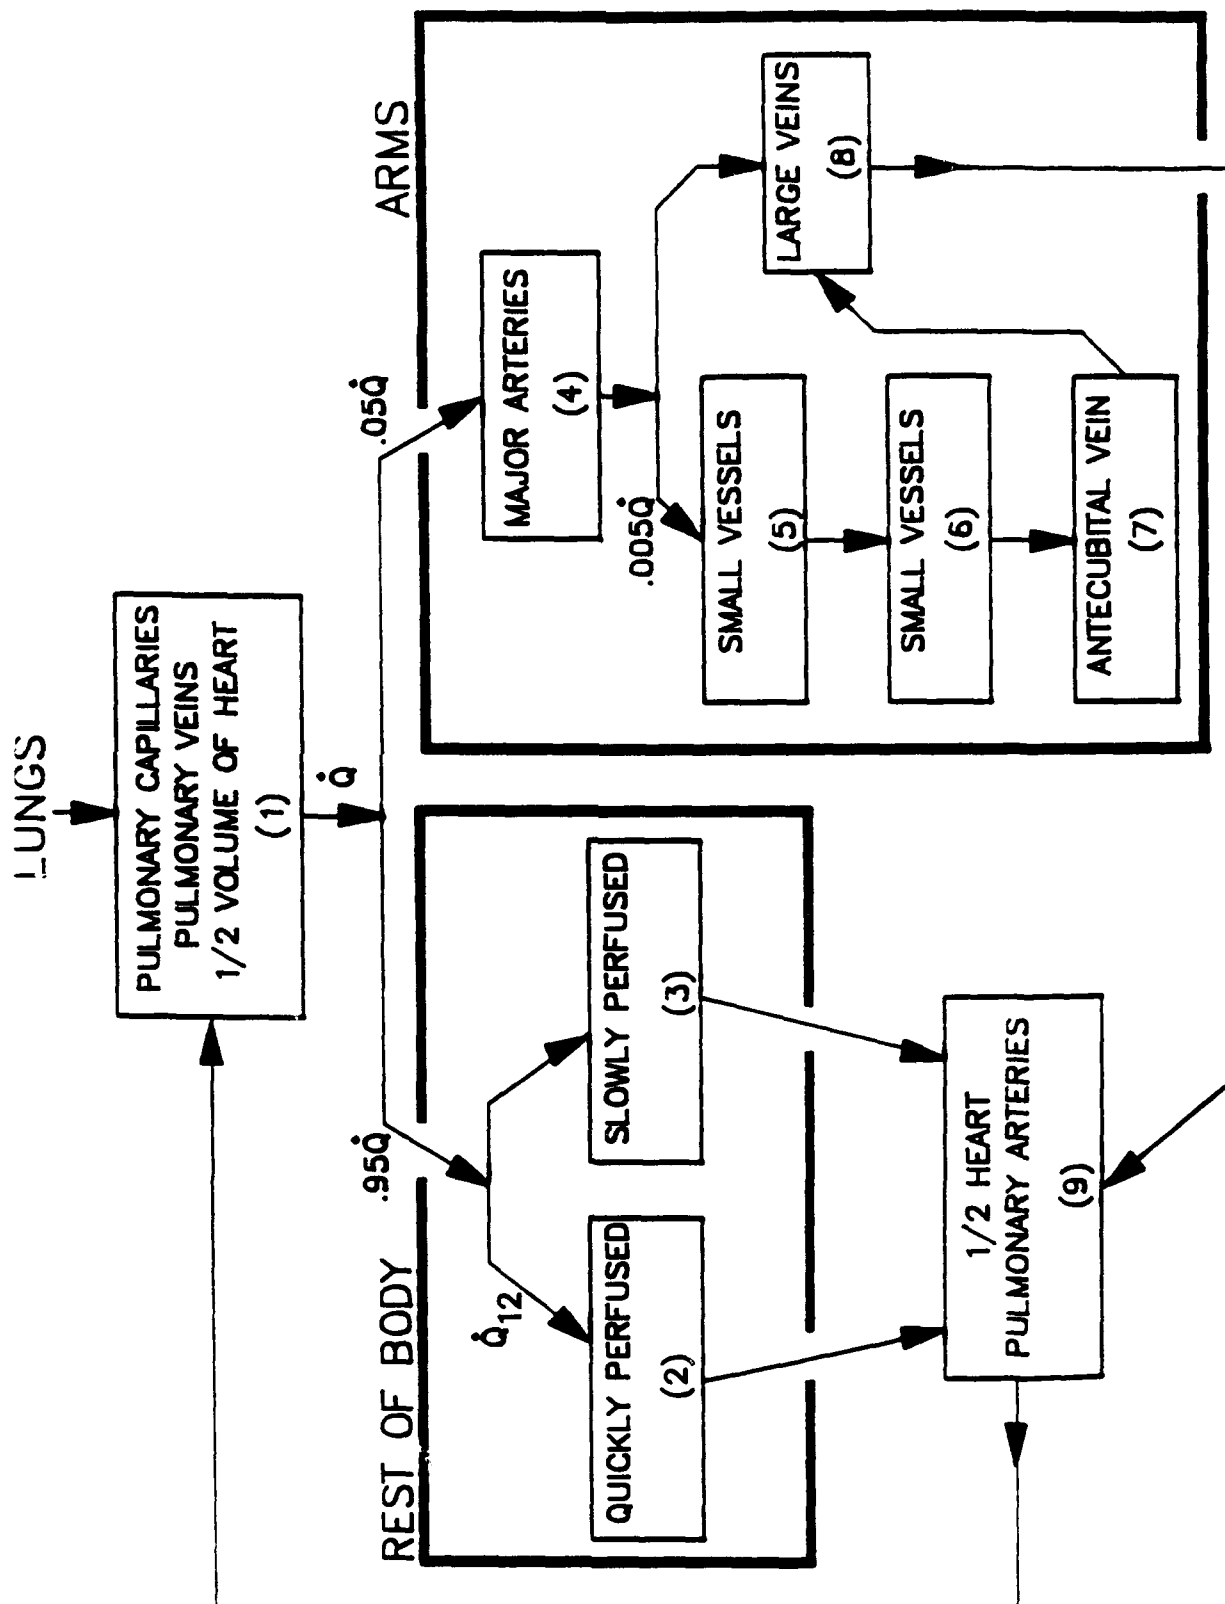 LUNGS
PULMONARY CAPILLARIES
PULMONARY VEINS
1/2 VOLUME OF HEART
(1)
Q̇
.95Q̇
.05Q̇
REST OF BODY
Q̇12
QUICKLY PERFUSED
(2)
SLOWLY PERFUSED
(3)
1/2 HEART
PULMONARY ARTERIES
(9)
ARMS
MAJOR ARTERIES
(4)
.005Q̇
SMALL VESSELS
(5)
SMALL VESSELS
(6)
ANTECUBITAL VEIN
(7)
LARGE VEINS
(8)